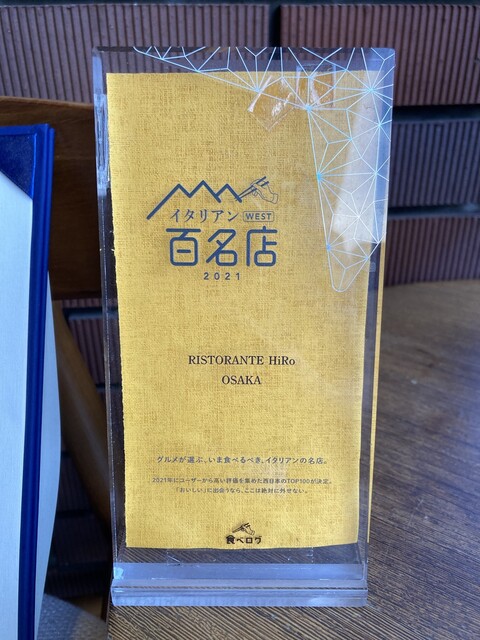 イタリアン WEST
百名店
2021
RISTORANTE HiRo
OSAKA
グルメが選ぶ、いま食べるべき、イタリアンの名店。
2021年にユーザーから高い評価を集めた西日本のTOP100が決定。
「おいしい」に出会うなら、ここは絶対に外せない。
食べログ